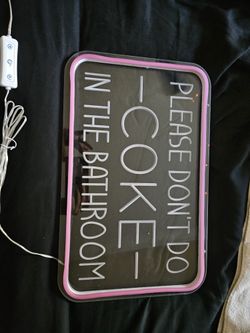 PLEASE DON'T DO
—COKE—
IN THE BATHROOM